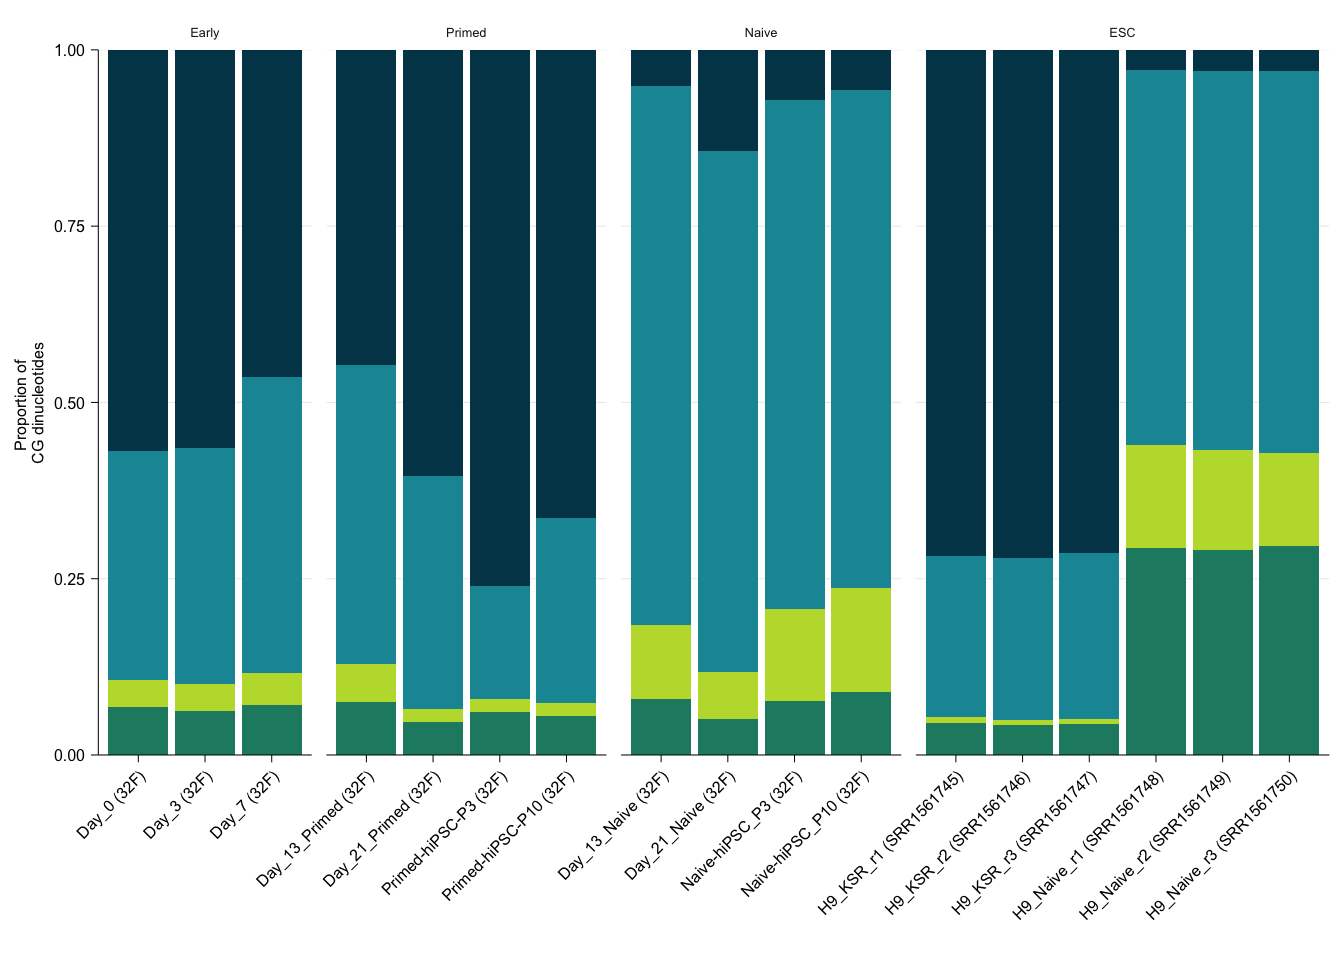 Early
Primed
Naive
ESC
1.00
0.75
0.50
0.25
0.00
Proportion of
CG dinucleotides
Day_0 (32F)
Day_3 (32F)
Day_7 (32F)
Day_13_Primed (32F)
Day_21_Primed (32F)
Primed-hiPSC-P3 (32F)
Primed-hiPSC-P10 (32F)
Day_13_Naive (32F)
Day_21_Naive (32F)
Naive-hiPSC_P3 (32F)
Naive-hiPSC_P10 (32F)
H9_KSR_r1 (SRR1561745)
H9_KSR_r2 (SRR1561746)
H9_KSR_r3 (SRR1561747)
H9_Naive_r1 (SRR1561748)
H9_Naive_r2 (SRR1561749)
H9_Naive_r3 (SRR1561750)